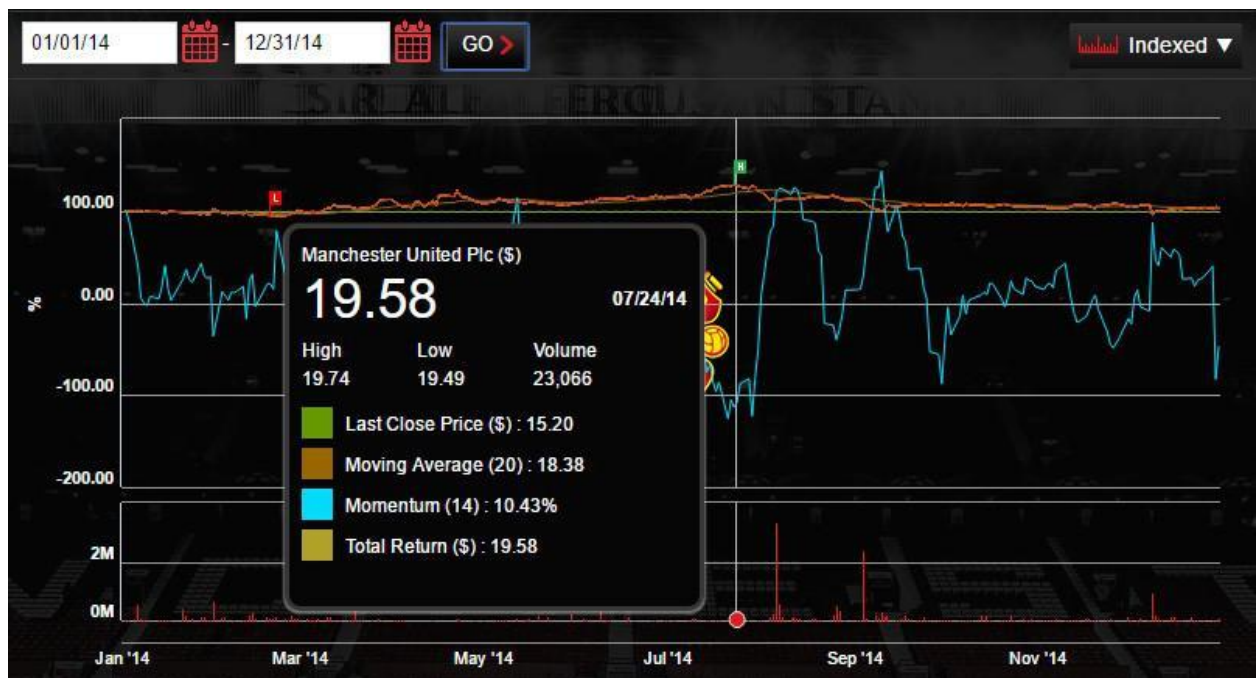 01/01/14 - 12/31/14 GO Indexed ▼
100.00
L
H
%
0.00
-100.00
-200.00
Manchester United Plc ($)
19.58 07/24/14
High Low Volume
19.74 19.49 23,066
Last Close Price ($) : 15.20
Moving Average (20) : 18.38
Momentum (14) : 10.43%
Total Return ($) : 19.58
2M
0M
Jan '14 Mar '14 May '14 Jul '14 Sep '14 Nov '14